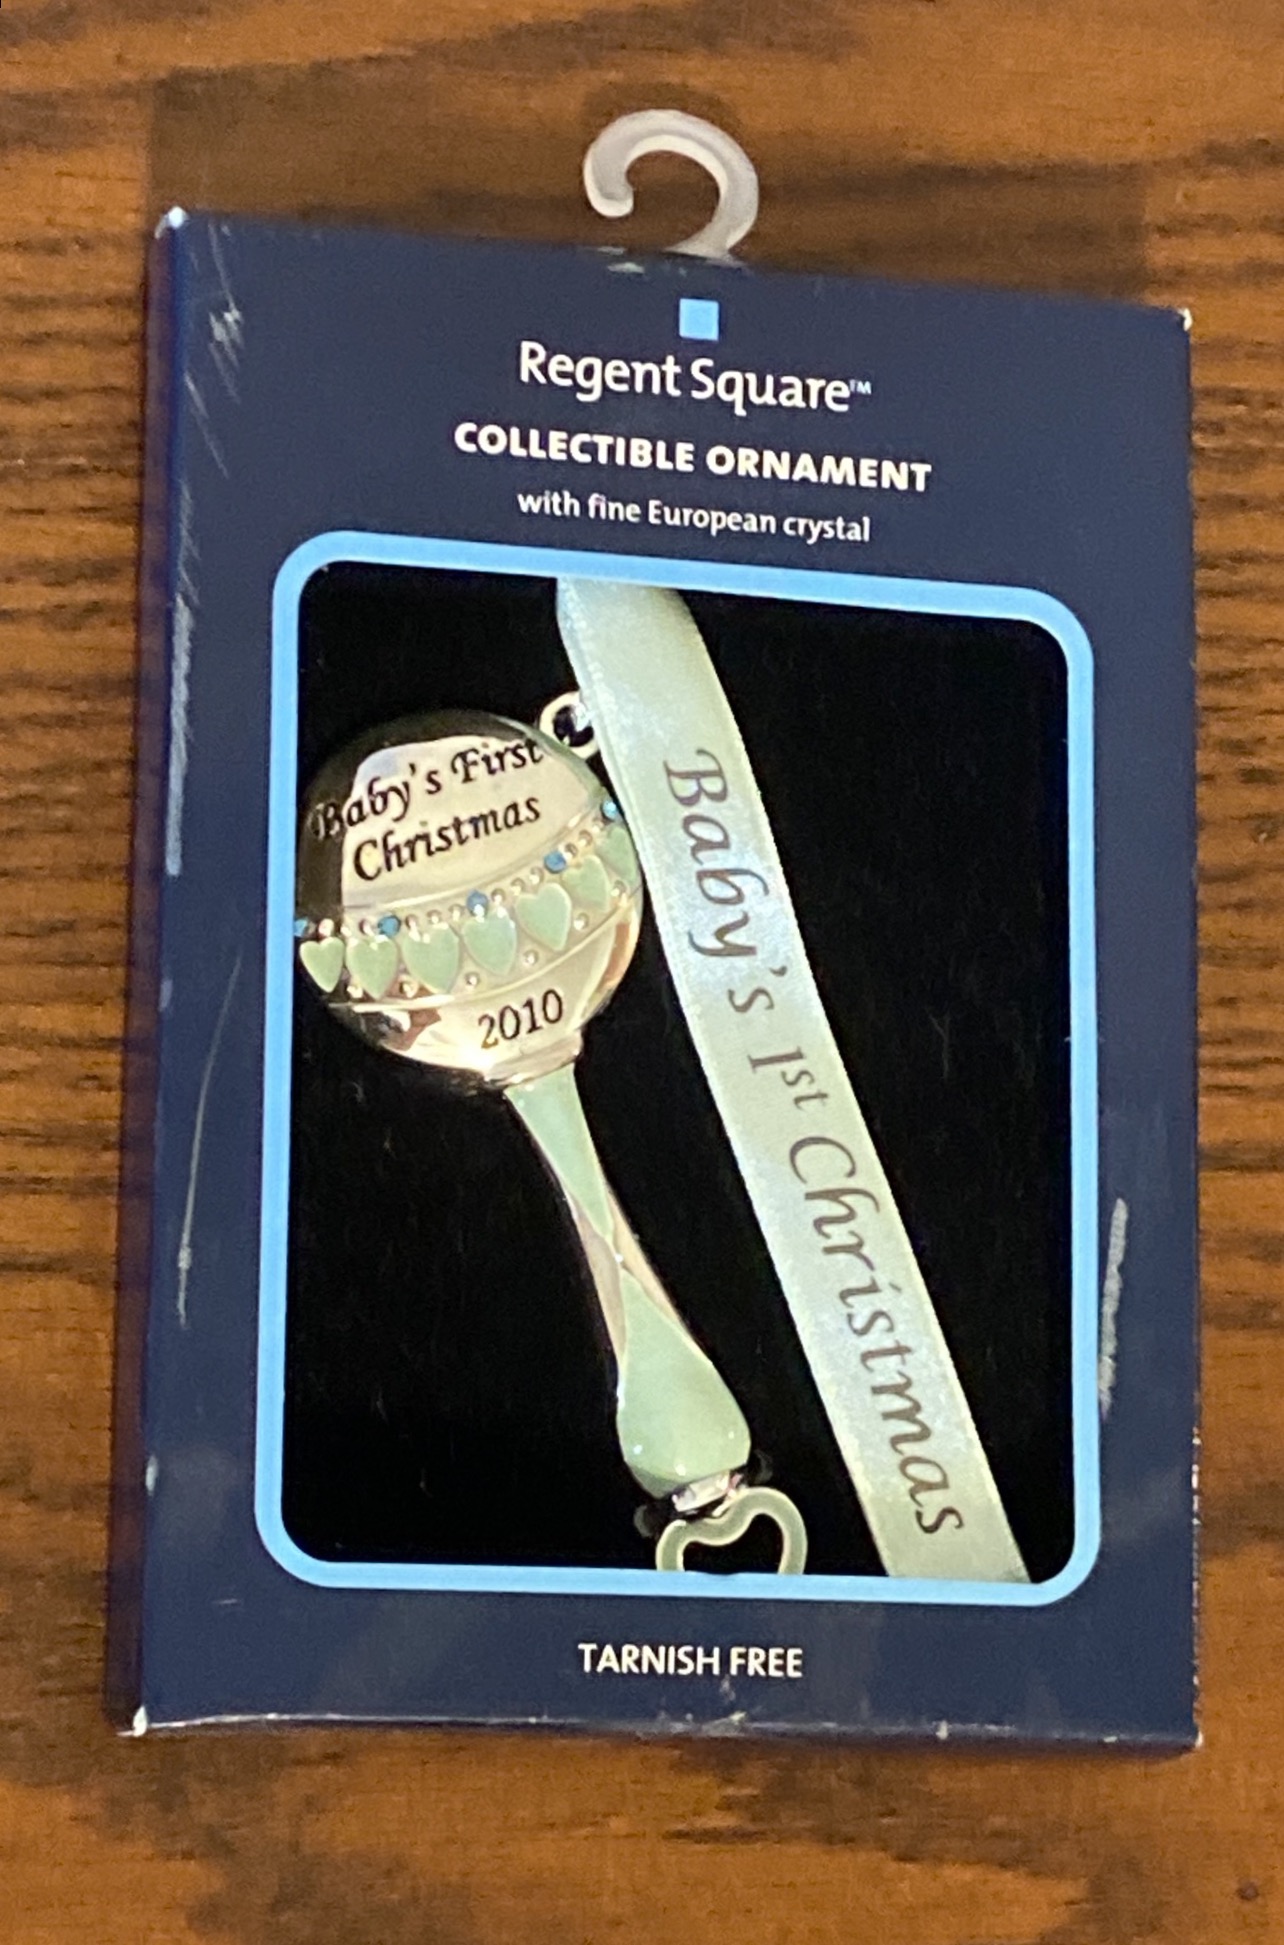 Regent Square™
COLLECTIBLE ORNAMENT
with fine European crystal
Baby's First
Christmas
2010
Baby's 1st Christmas
TARNISH FREE